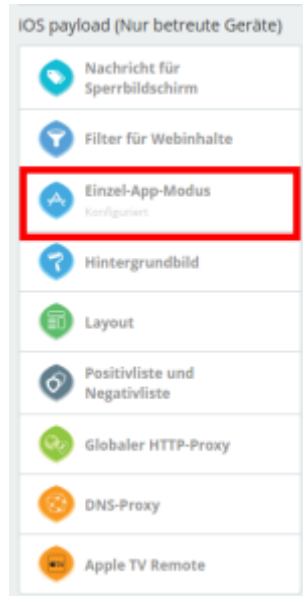 iOS payload (Nur betreute Geräte)
Nachricht für
Sperrbildschirm
Filter für Webinhalte
Einzel-App-Modus
Konfiguriert
Hintergrundbild
Layout
Positivliste und
Negativliste
Globaler HTTP-Proxy
DNS-Proxy
Apple TV Remote